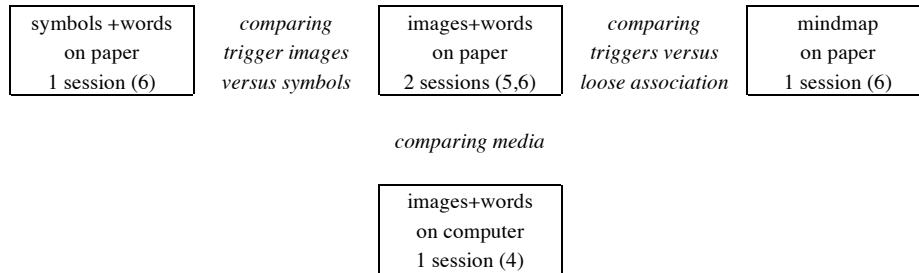 symbols +words
on paper
1 session (6)
comparing
trigger images
versus symbols
images+words
on paper
2 sessions (5,6)
comparing
triggers versus
loose association
mindmap
on paper
1 session (6)
comparing media
images+words
on computer
1 session (4)